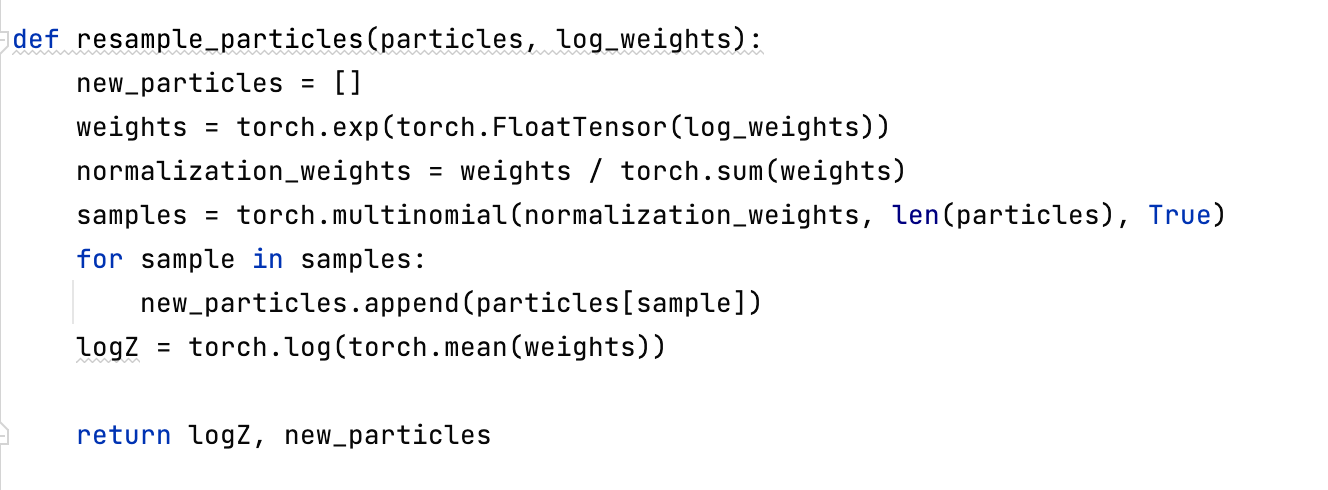 def resample_particles(particles, log_weights):
    new_particles = []
    weights = torch.exp(torch.FloatTensor(log_weights))
    normalization_weights = weights / torch.sum(weights)
    samples = torch.multinomial(normalization_weights, len(particles), True)
    for sample in samples:
        new_particles.append(particles[sample])
    logZ = torch.log(torch.mean(weights))
    return logZ, new_particles